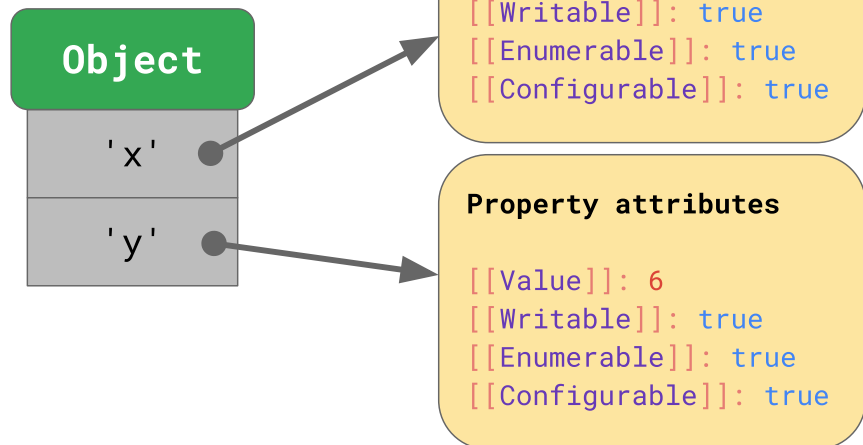 Object
'x'
'y'
[[Writable]]: true
[[Enumerable]]: true
[[Configurable]]: true
Property attributes
[[Value]]: 6
[[Writable]]: true
[[Enumerable]]: true
[[Configurable]]: true